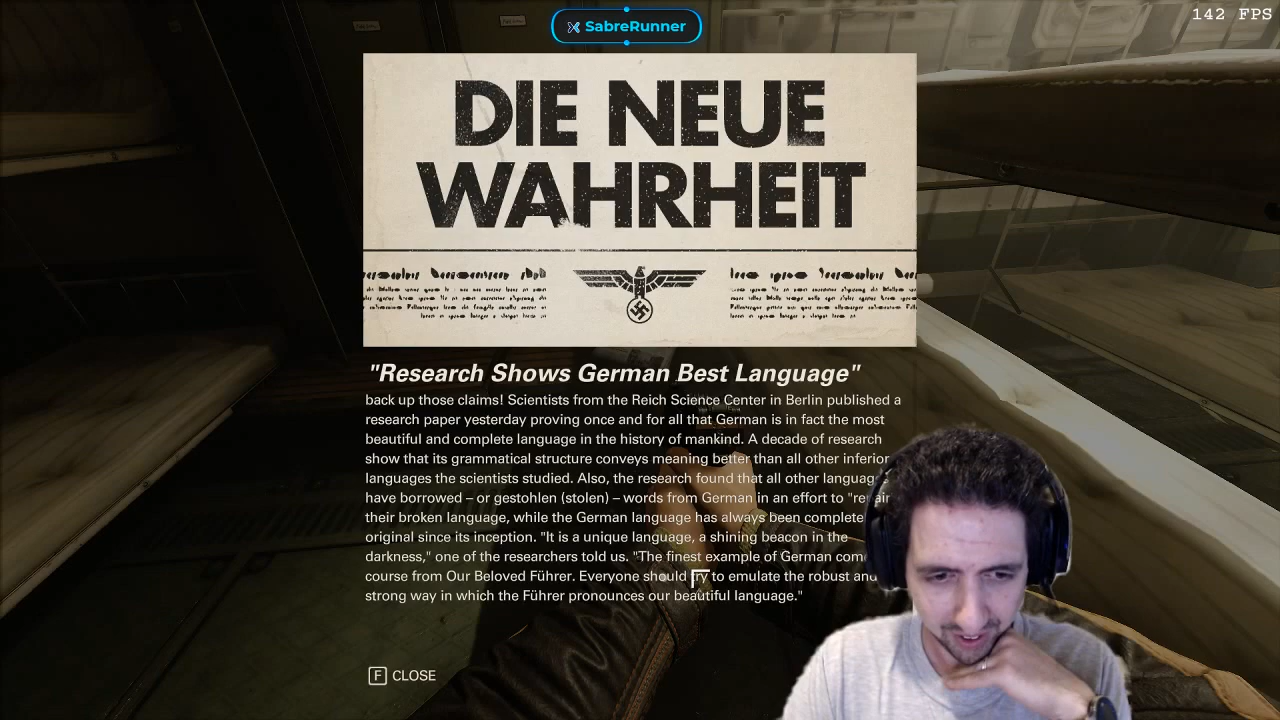 142 FPS
SabreRunner
DIE NEUE
WAHRHEIT
"Research Shows German Best Language"
back up those claims! Scientists from the Reich Science Center in Berlin published a
research paper yesterday proving once and for all that German is in fact the most
beautiful and complete language in the history of mankind. A decade of research
show that its grammatical structure conveys meaning better than all other inferior
languages the scientists studied. Also, the research found that all other
have borrowed – or gestohlen (stolen) – words from German in an effort to
their broken language, while the German language has always been complete
original since its inception. "It is a unique language, a shining beacon in the
darkness," one of the researchers told us. "The finest example of German
course from Our Beloved Führer. Everyone should try to emulate the robust and
strong way in which the Führer pronounces our beautiful language."
F CLOSE